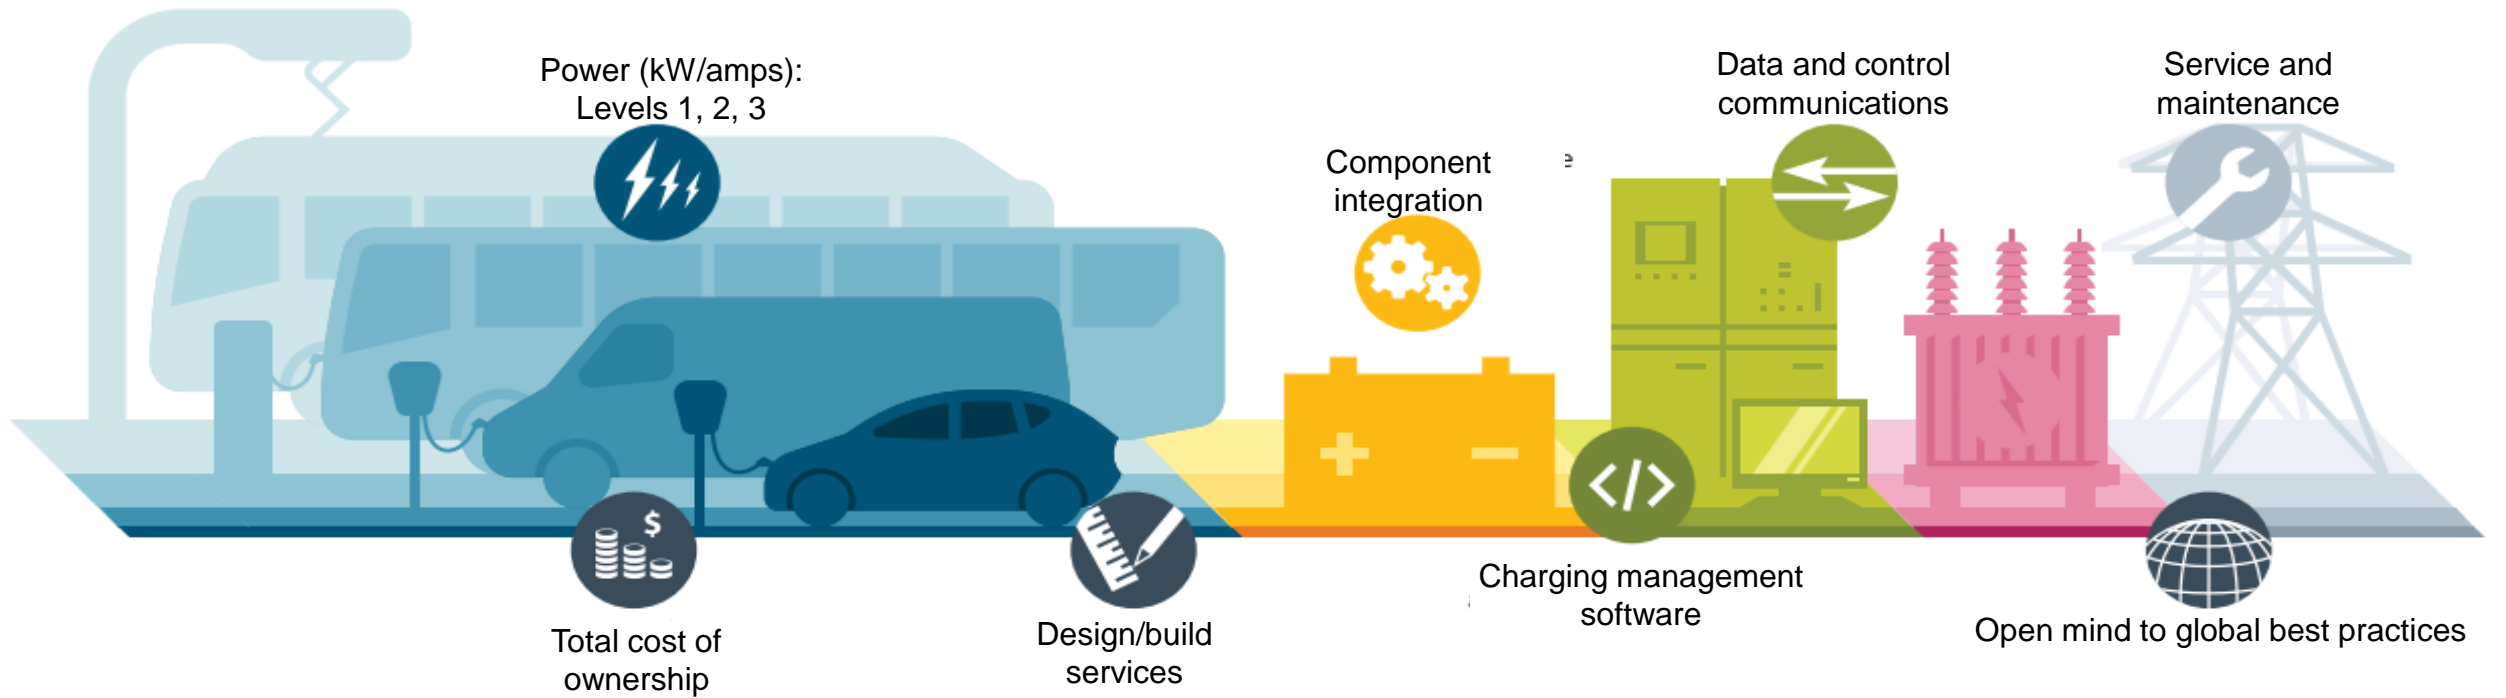 Power (kW/amps):
Levels 1, 2, 3
Component
integration
Data and control
communications
Service and
maintenance
$
</>
Total cost of
ownership
Design/build
services
Charging management
software
Open mind to global best practices